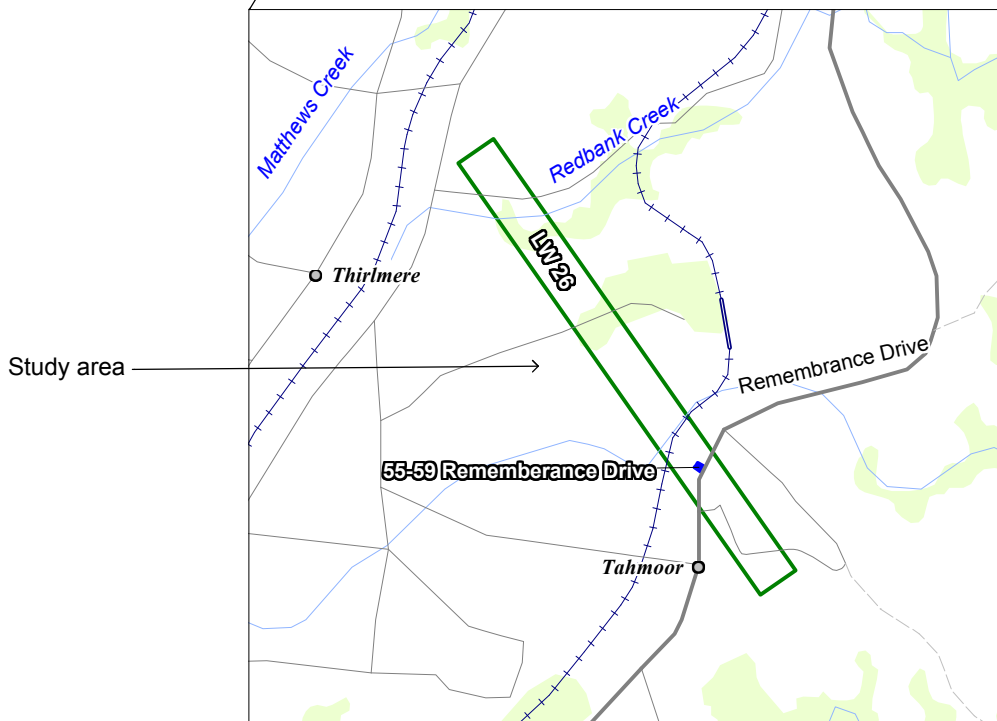 Matthews Creek
Redbank Creek
LW 26
Thirlmere
Remembrance Drive
Study area
55-59 Rememberance Drive
Tahmoor